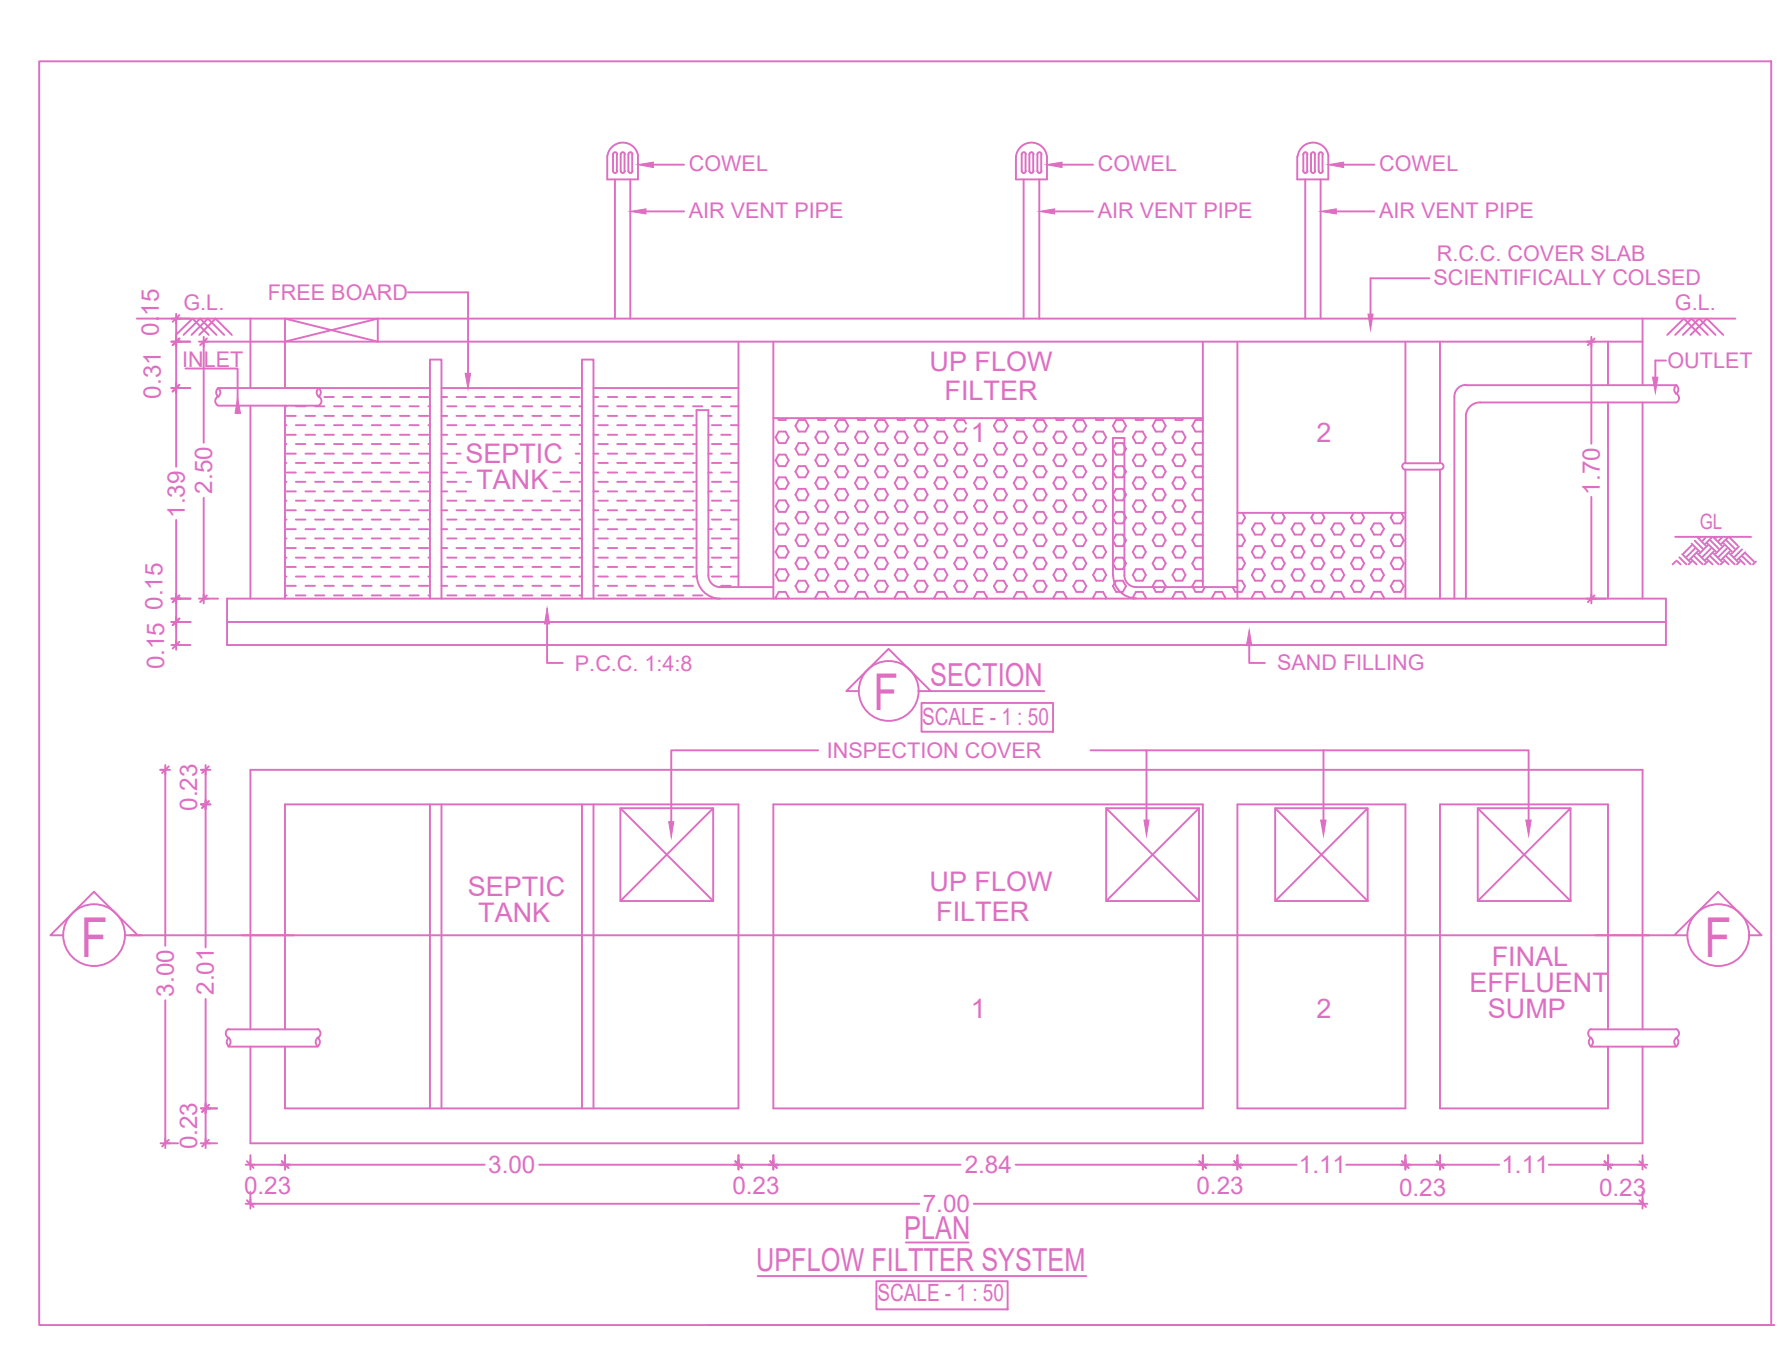 COWEL
COWEL
COWEL
AIR VENT PIPE
AIR VENT PIPE
AIR VENT PIPE
R.C.C. COVER SLAB
SCIENTIFICALLY COLSED
FREE BOARD
G.L.
G.L.
0.15
INLET
0.31
UP FLOW
FILTER
OUTLET
1
2
SEPTIC
TANK
2.50
1.39
1.70
GL
0.15
0.15
P.C.C. 1:4:8
SAND FILLING
F
SECTION
SCALE - 1 : 50
INSPECTION COVER
0.23
SEPTIC
TANK
UP FLOW
FILTER
F
F
3.00
2.01
FINAL
EFFLUENT
SUMP
1
2
0.23
3.00
2.84
1.11
1.11
0.23
0.23
0.23
0.23
0.23
7.00
PLAN
UPFLOW FILTTER SYSTEM
SCALE - 1 : 50